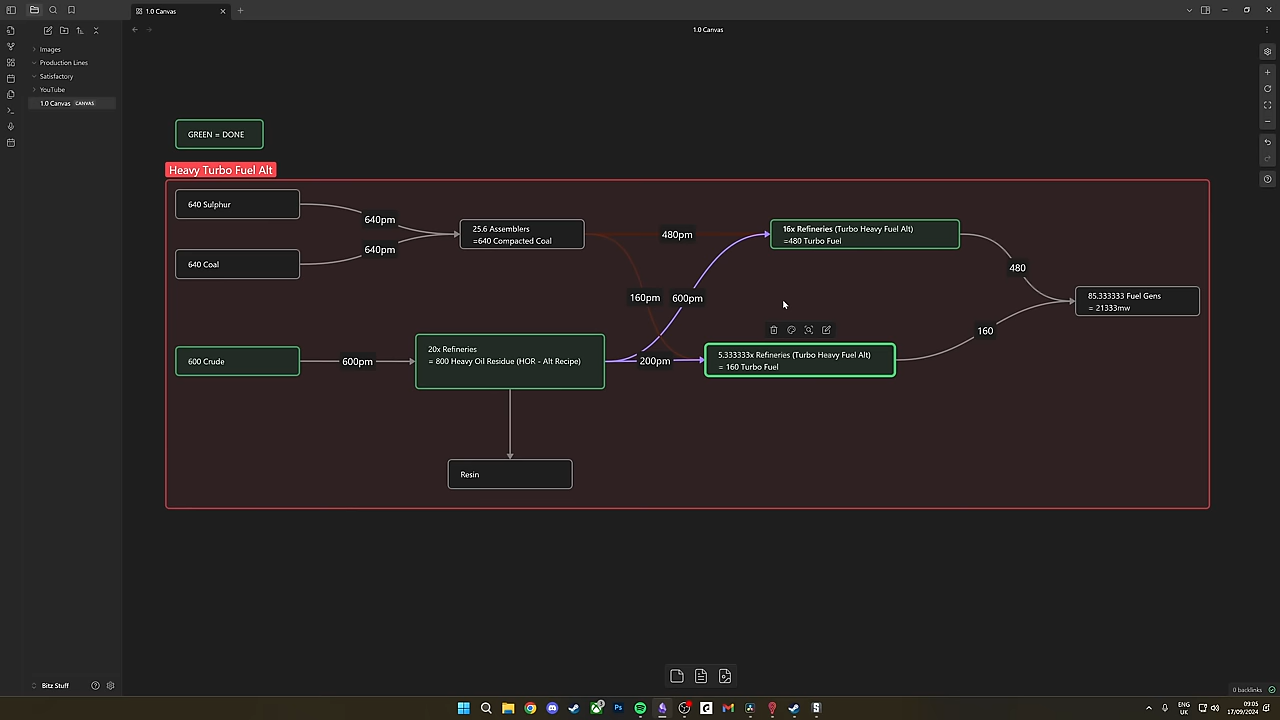 1.0 Canvas
1.0 Canvas
Images
Production Lines
Satisfactory
YouTube
1.0 Canvas CANVAS
GREEN = DONE
Heavy Turbo Fuel Alt
640 Sulphur
640pm
25.6 Assemblers
=640 Compacted Coal
640 Coal
640pm
480pm
16x Refineries (Turbo Heavy Fuel Alt)
=480 Turbo Fuel
480
160pm
600pm
85.333333 Fuel Gens
= 21333mw
600 Crude
600pm
20x Refineries
= 800 Heavy Oil Residue (HOR - Alt Recipe)
200pm
5.333333x Refineries (Turbo Heavy Fuel Alt)
= 160 Turbo Fuel
160
Resin
Bitz Stuff
0 backlinks
ENG
UK
09:05
17/09/2024